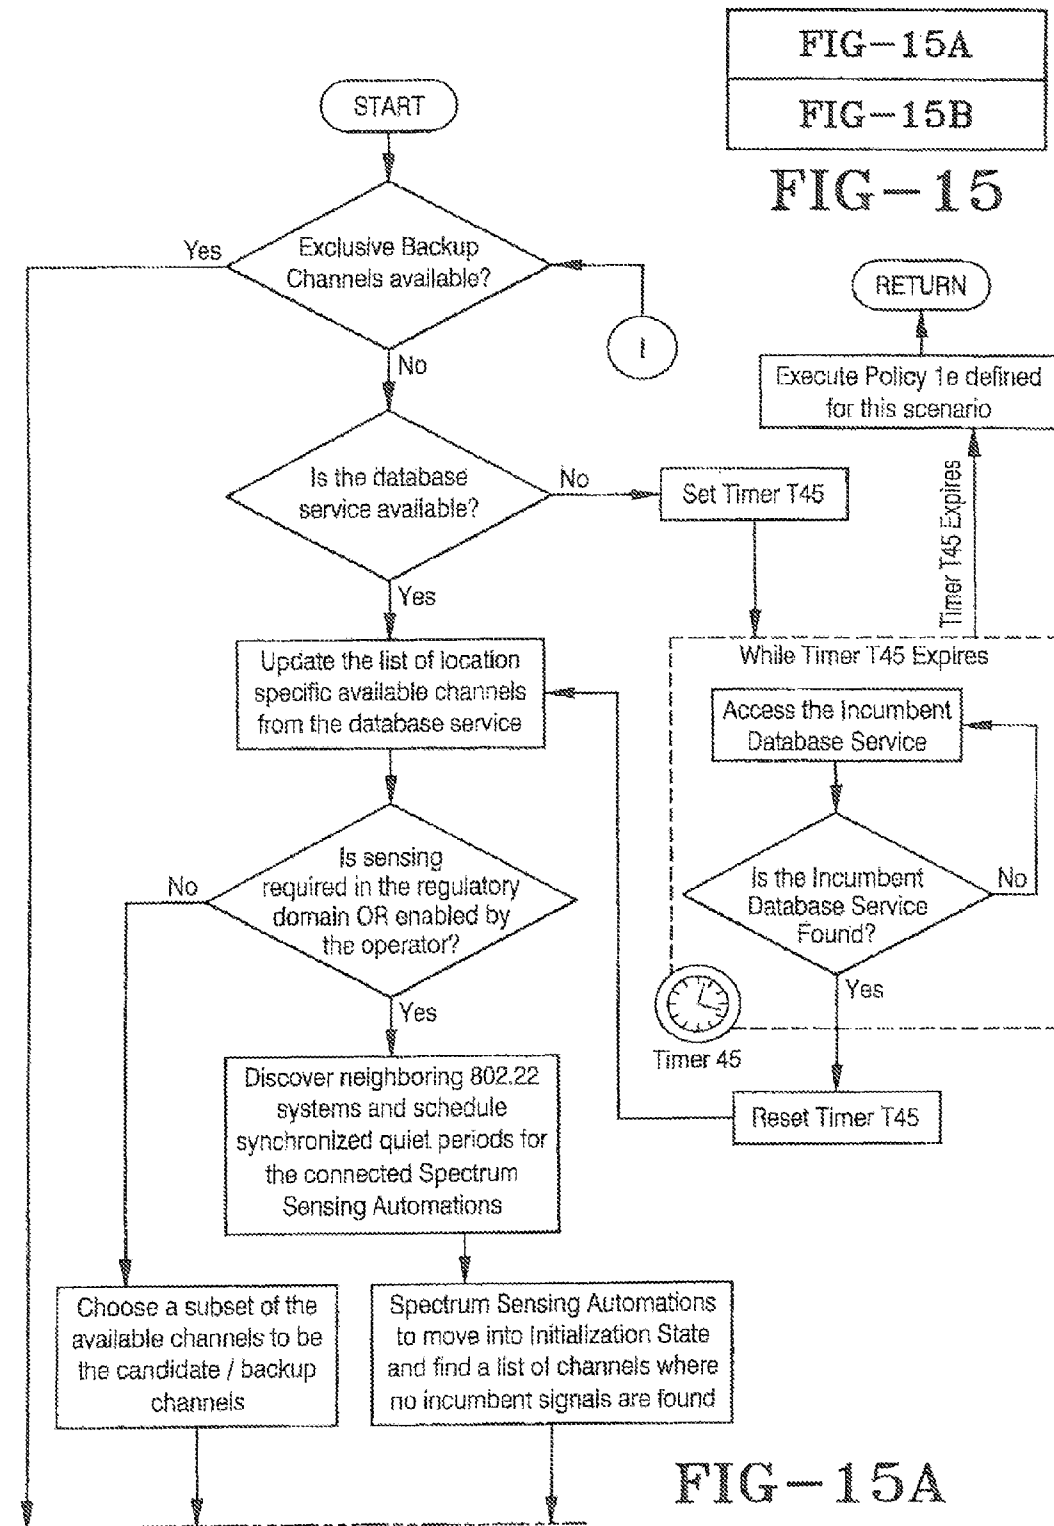 FIG-15A
FIG-15B
FIG-15
START
Exclusive Backup
Channels available?
Yes
No
1
RETURN
Execute Policy 1e defined
for this scenario
Timer T45 Expires
Is the database
service available?
No
Yes
Set Timer T45
While Timer T45 Expires
Access the Incumbent
Database Service
Is the Incumbent
Database Service
Found?
No
Yes
Timer 45
Reset Timer T45
Update the list of location
specific available channels
from the database service
Is sensing
required in the regulatory
domain OR enabled by
the operator?
No
Yes
Discover neighboring 802.22
systems and schedule
synchronized quiet periods for
the connected Spectrum
Sensing Automations
Choose a subset of the
available channels to be
the candidate / backup
channels
Spectrum Sensing Automations
to move into Initialization State
and find a list of channels where
no incumbent signals are found
FIG-15A